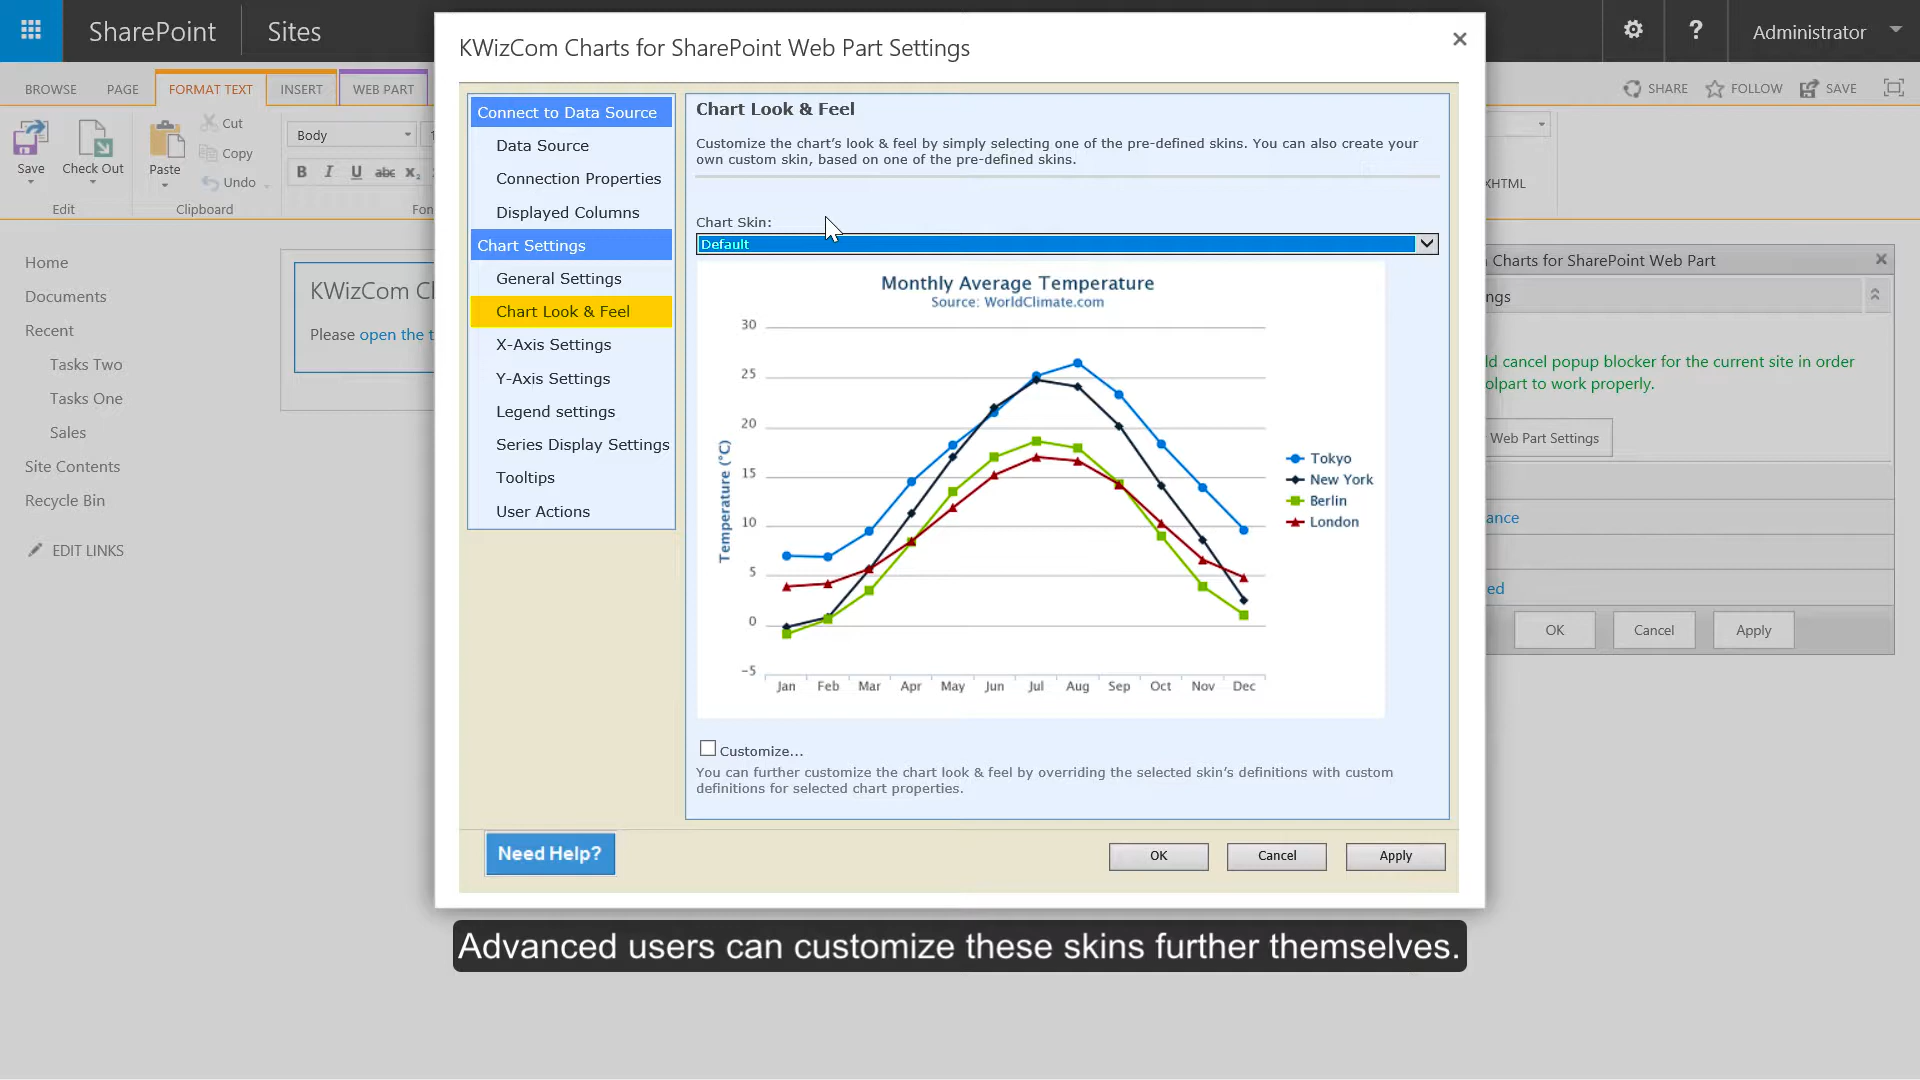 SharePoint
Sites
Administrator
BROWSE
PAGE
FORMAT TEXT
INSERT
WEB PART
SHARE
FOLLOW
SAVE
Save
Check Out
Paste
Cut
Copy
Undo
Body
B I U abc x
Edit
Clipboard
XHTML
Home
Documents
Recent
Tasks Two
Tasks One
Sales
Site Contents
Recycle Bin
EDIT LINKS
Please open the t
KWizCom Charts for SharePoint Web Part Settings
Connect to Data Source
Data Source
Connection Properties
Displayed Columns
Chart Settings
General Settings
Chart Look & Feel
X-Axis Settings
Y-Axis Settings
Legend settings
Series Display Settings
Tooltips
User Actions
Chart Look & Feel
Customize the chart's look & feel by simply selecting one of the pre-defined skins. You can also create your
own custom skin, based on one of the pre-defined skins.
Chart Skin:
Default
Monthly Average Temperature
Source: WorldClimate.com
Temperature (°C)
30
25
20
15
10
5
0
−5
Jan Feb Mar Apr May Jun Jul Aug Sep Oct Nov Dec
Tokyo
New York
Berlin
London
Customize...
You can further customize the chart look & feel by overriding the selected skin's definitions with custom
definitions for selected chart properties.
Need Help?
OK
Cancel
Apply
Charts for SharePoint Web Part
cancel popup blocker for the current site in order
to work properly.
Web Part Settings
OK
Cancel
Apply
Advanced users can customize these skins further themselves.